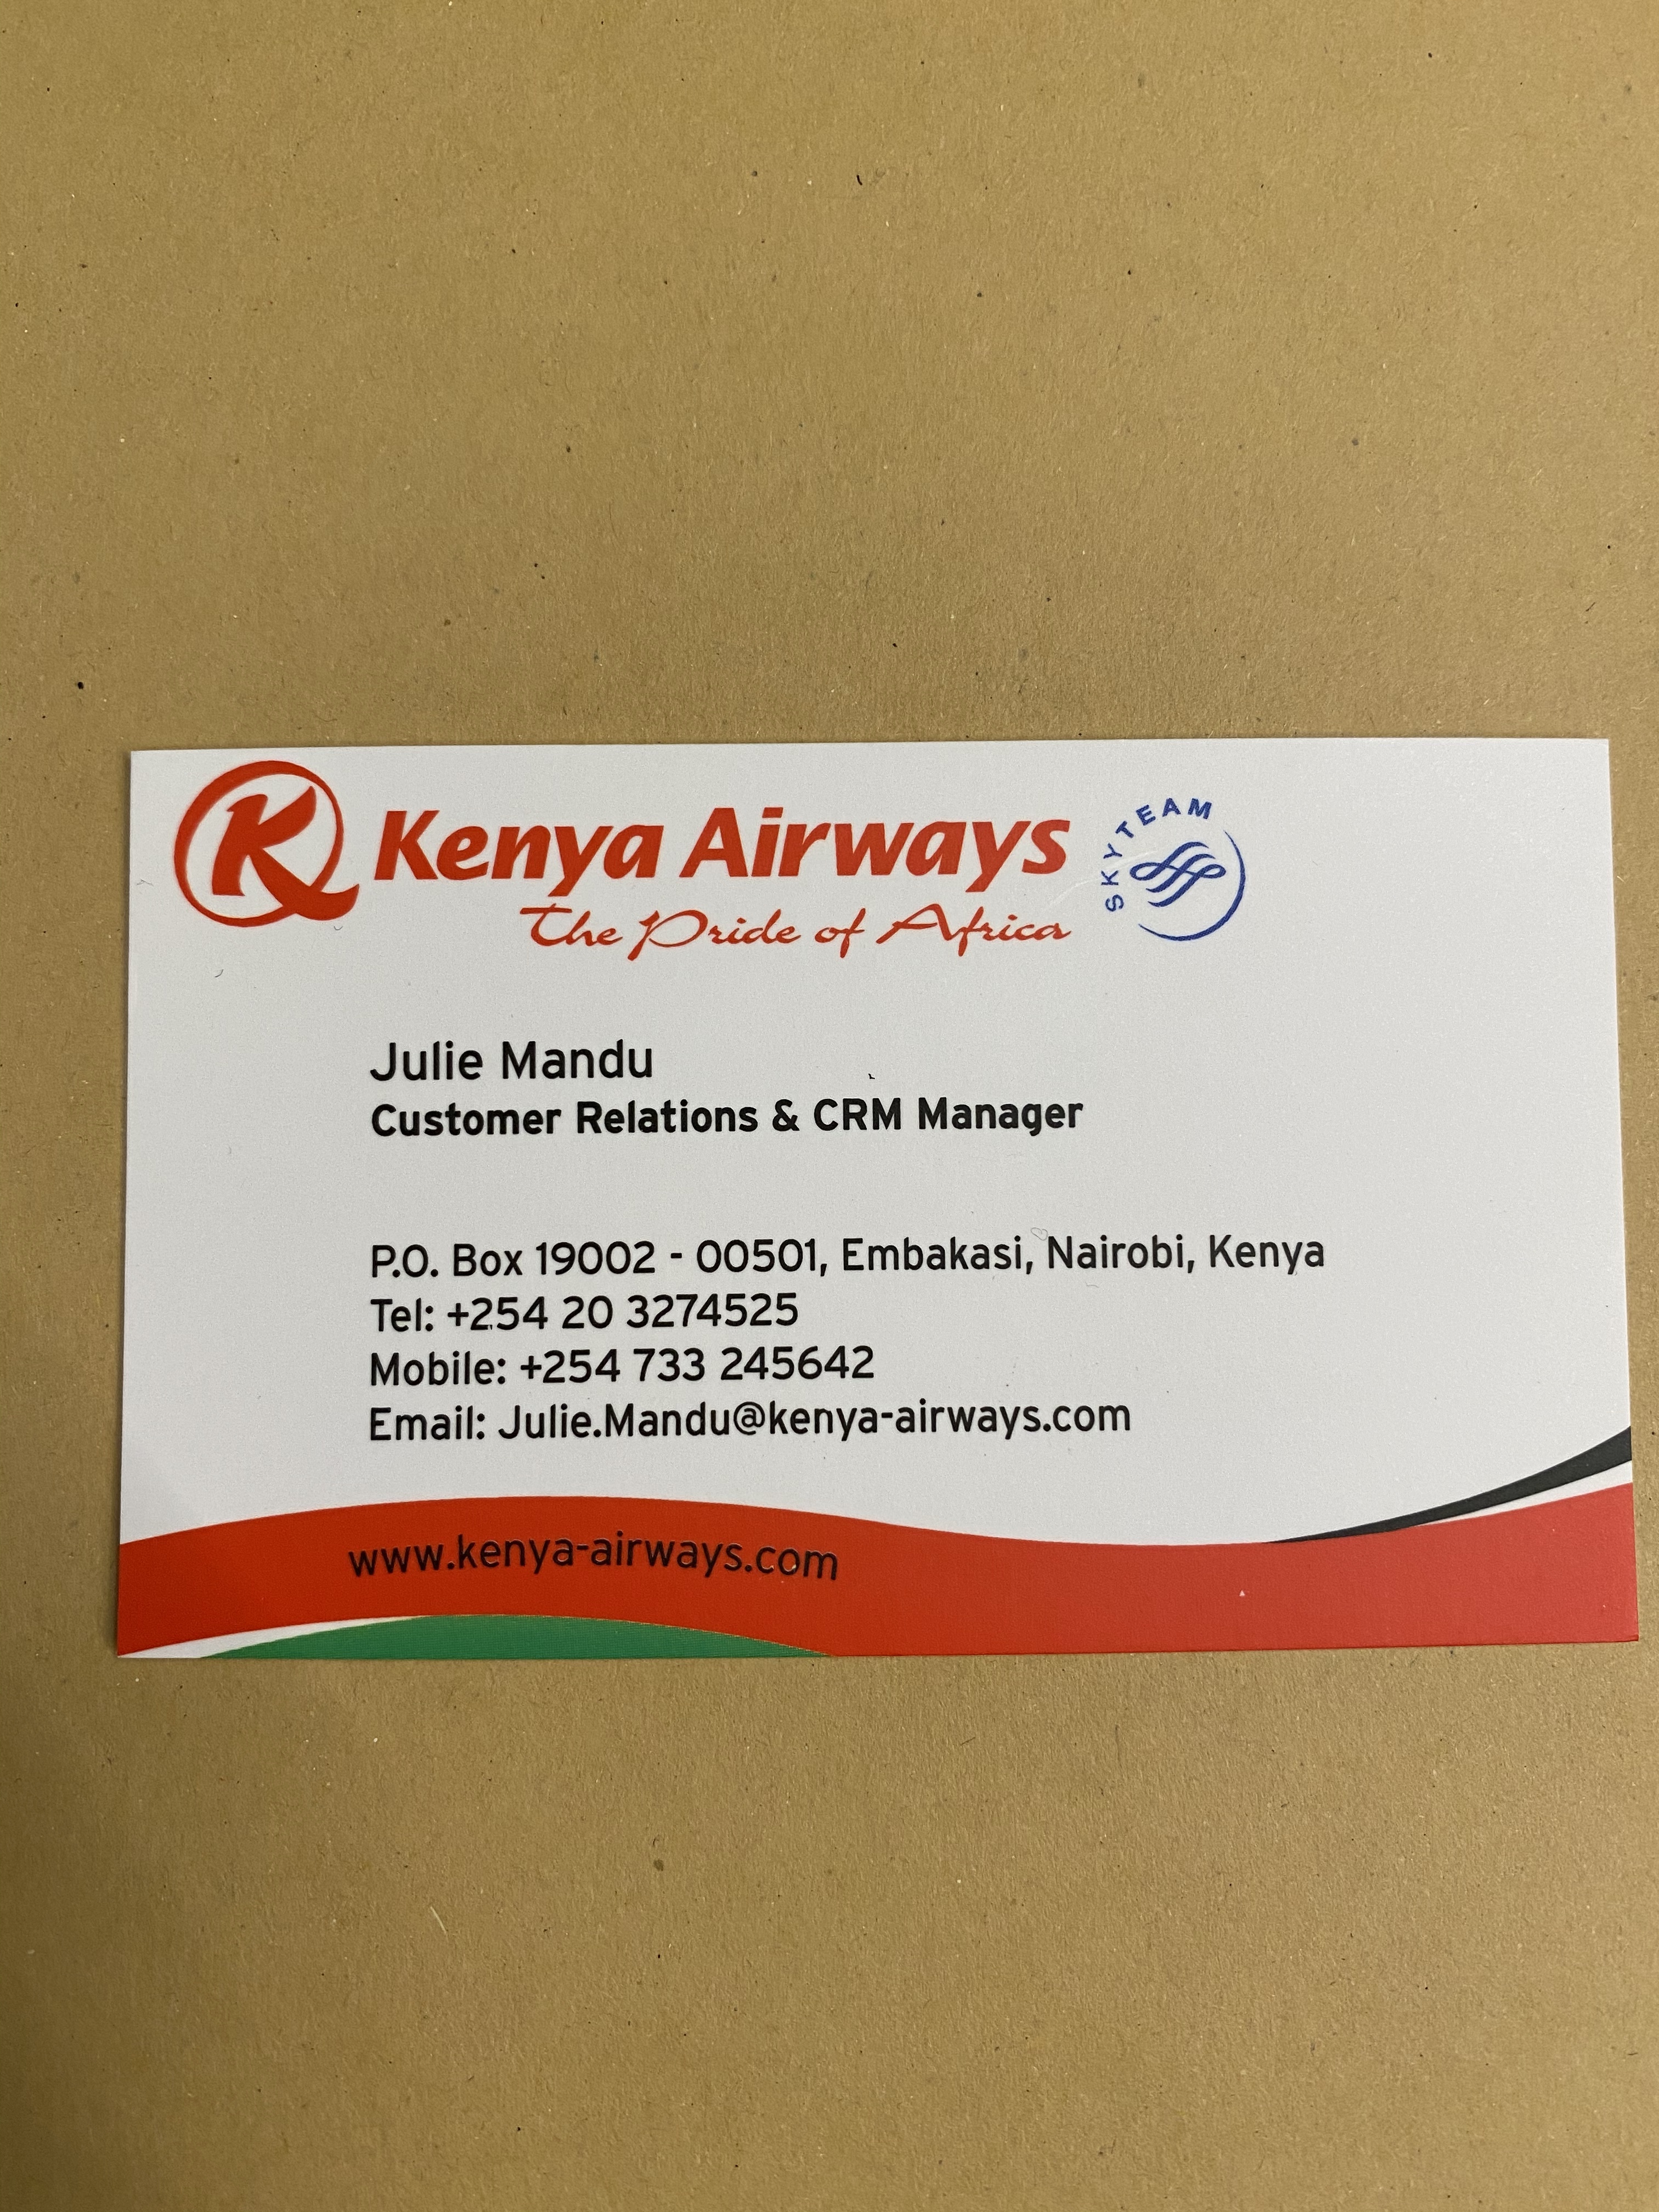 K Kenya Airways
The Pride of Africa
SKYTEAM
Julie Mandu
Customer Relations & CRM Manager
P.O. Box 19002 - 00501, Embakasi, Nairobi, Kenya
Tel: +254 20 3274525
Mobile: +254 733 245642
Email: Julie.Mandu@kenya-airways.com
www.kenya-airways.com